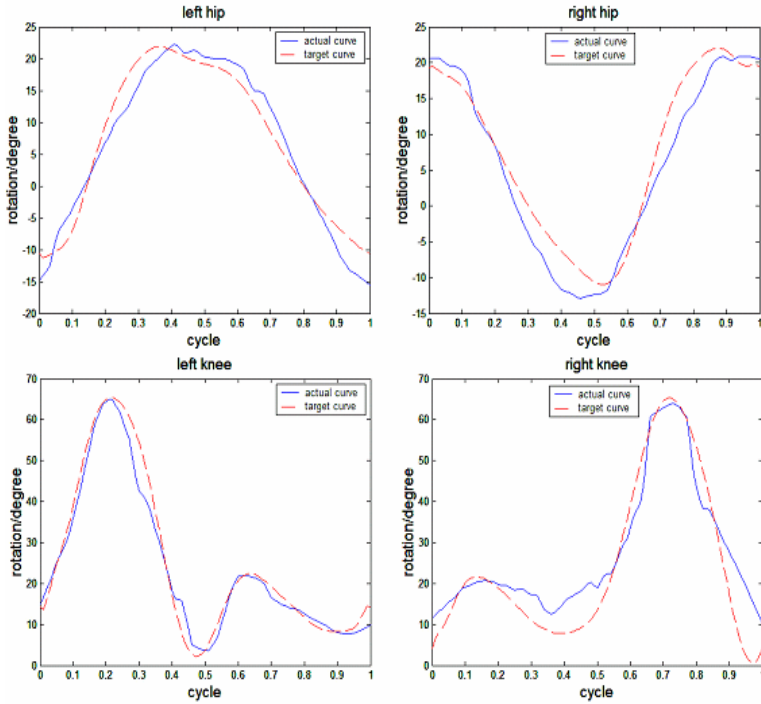 left hip
25
20
15
10
5
0
-5
-10
-15
-20
rotation/degree
actual curve
target curve
0 0.1 0.2 0.3 0.4 0.5 0.6 0.7 0.8 0.9 1
cycle
right hip
25
20
15
10
5
0
-5
-10
-15
rotation/degree
actual curve
target curve
0 0.1 0.2 0.3 0.4 0.5 0.6 0.7 0.8 0.9 1
cycle
left knee
70
60
50
40
30
20
10
0
rotation/degree
actual curve
target curve
0 0.1 0.2 0.3 0.4 0.5 0.6 0.7 0.8 0.9 1
cycle
right knee
70
60
50
40
30
20
10
0
rotation/degree
actual curve
target curve
0 0.1 0.2 0.3 0.4 0.5 0.6 0.7 0.8 0.9 1
cycle